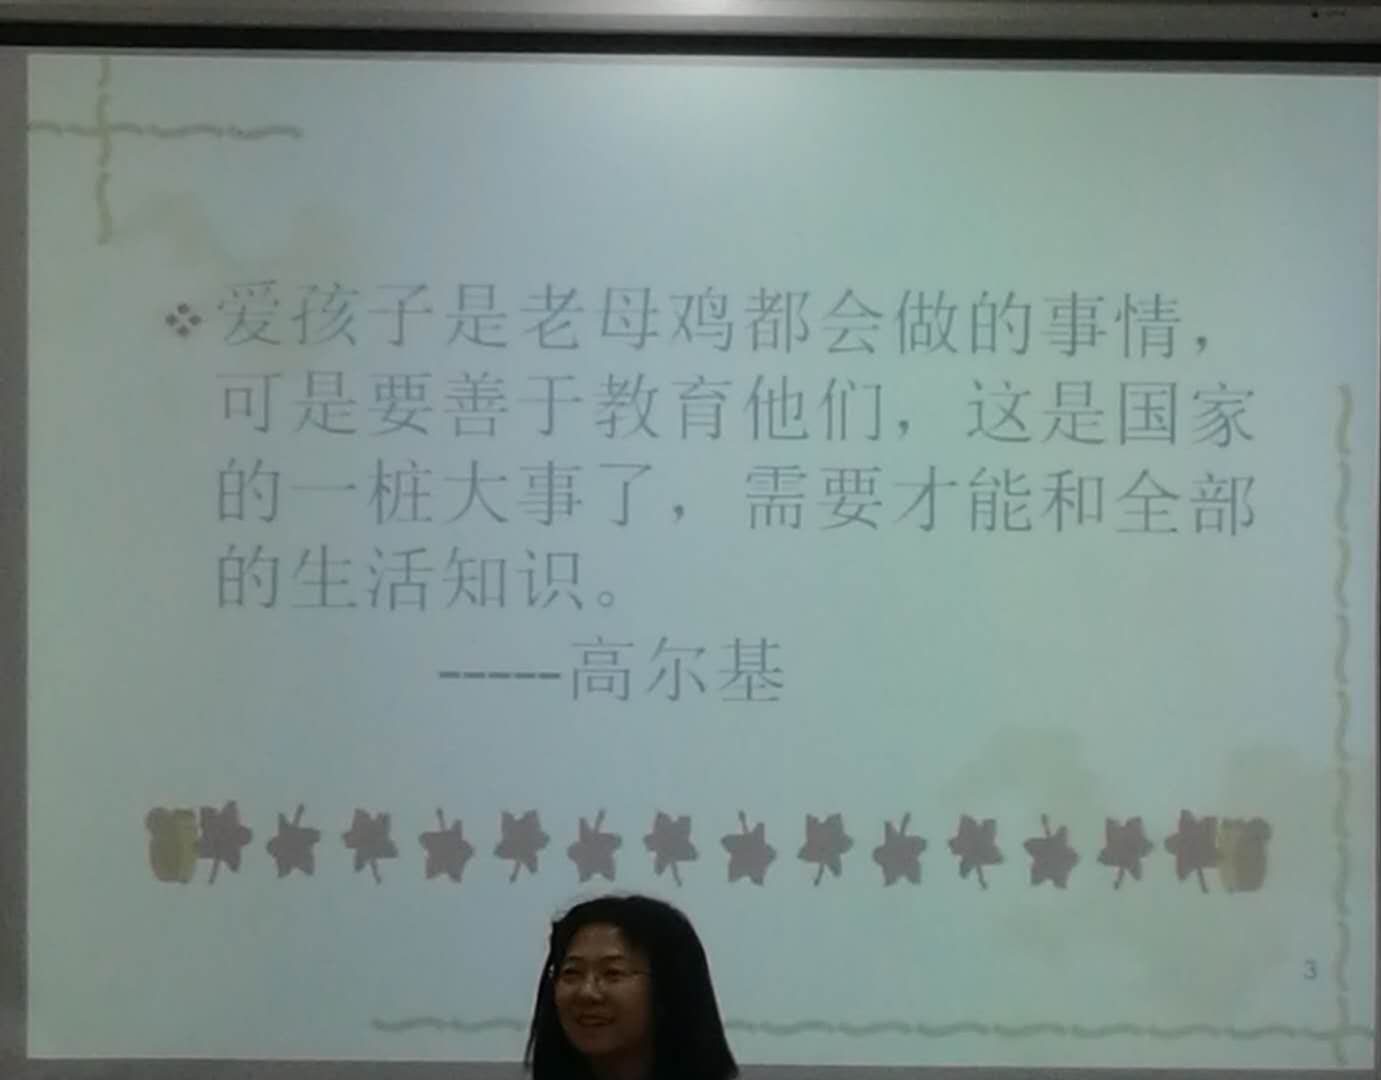 ❖爱孩子是老母鸡都会做的事情，
可是要善于教育他们，这是国家
的一桩大事了，需要才能和全部
的生活知识。
-----高尔基
3